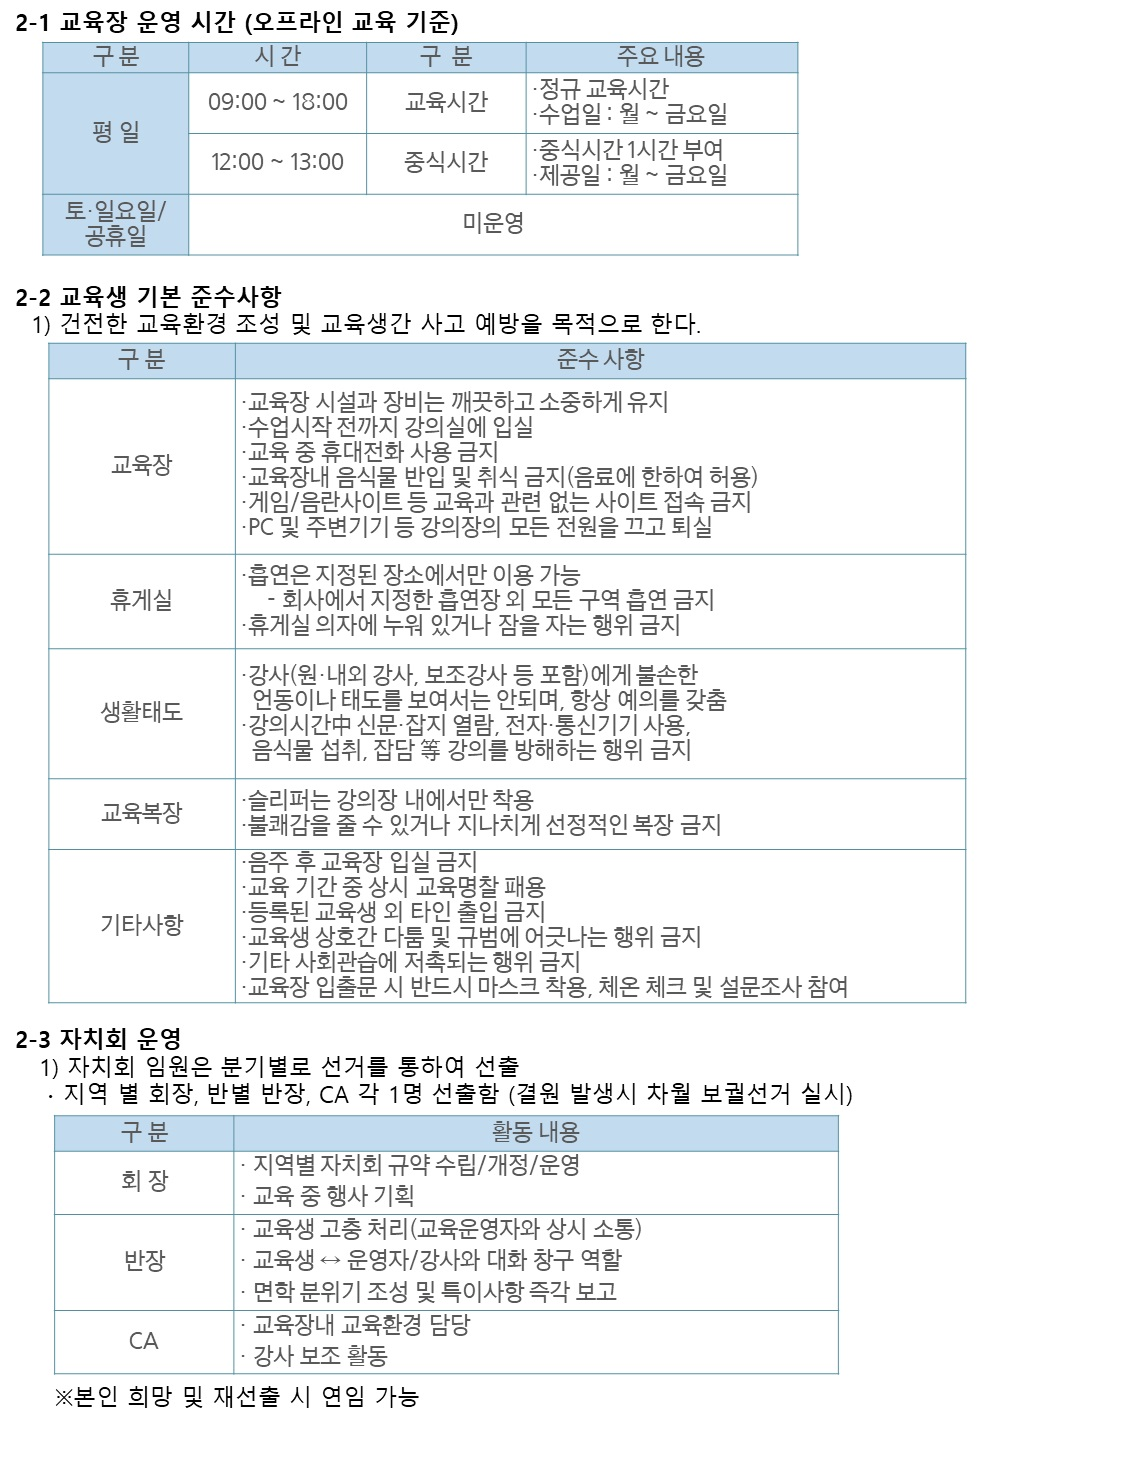 2-1 교육장 운영 시간 (오프라인 교육 기준)
구 분 시 간 구 분 주요 내용
평 일 09:00 ~ 18:00 교육시간 ·정규 교육시간
·수업일 : 월 ~ 금요일
12:00 ~ 13:00 중식시간 ·중식시간 1시간 부여
·제공일 : 월 ~ 금요일
토·일요일/
공휴일
미운영
2-2 교육생 기본 준수사항
1) 건전한 교육환경 조성 및 교육생간 사고 예방을 목적으로 한다.
구 분 준수 사항
교육장
·교육장 시설과 장비는 깨끗하고 소중하게 유지
·수업시작 전까지 강의실에 입실
·교육 중 휴대전화 사용 금지
·교육장내 음식물 반입 및 취식 금지(음료에 한하여 허용)
·게임/음란사이트 등 교육과 관련 없는 사이트 접속 금지
·PC 및 주변기기 등 강의장의 모든 전원을 끄고 퇴실
휴게실
·흡연은 지정된 장소에서만 이용 가능
- 회사에서 지정한 흡연장 외 모든 구역 흡연 금지
·휴게실 의자에 누워 있거나 잠을 자는 행위 금지
생활태도
·강사(원·내외 강사, 보조강사 등 포함)에게 불손한
언동이나 태도를 보여서는 안되며, 항상 예의를 갖춤
·강의시간中 신문·잡지 열람, 전자·통신기기 사용,
음식물 섭취, 잡담 等 강의를 방해하는 행위 금지
교육복장
·슬리퍼는 강의장 내에서만 착용
·불쾌감을 줄 수 있거나 지나치게 선정적인 복장 금지
기타사항
·음주 후 교육장 입실 금지
·교육 기간 중 상시 교육명찰 패용
·등록된 교육생 외 타인 출입 금지
·교육생 상호간 다툼 및 규범에 어긋나는 행위 금지
·기타 사회관습에 저촉되는 행위 금지
·교육장 입출문 시 반드시 마스크 착용, 체온 체크 및 설문조사 참여
2-3 자치회 운영
1) 자치회 임원은 분기별로 선거를 통하여 선출
· 지역 별 회장, 반별 반장, CA 각 1명 선출함 (결원 발생시 차월 보궐선거 실시)
구 분 활동 내용
회 장
· 지역별 자치회 규약 수립/개정/운영
· 교육 중 행사 기획
반장
· 교육생 고충 처리(교육운영자와 상시 소통)
· 교육생 ↔ 운영자/강사와 대화 창구 역할
· 면학 분위기 조성 및 특이사항 즉각 보고
CA
· 교육장내 교육환경 담당
· 강사 보조 활동
※본인 희망 및 재선출 시 연임 가능